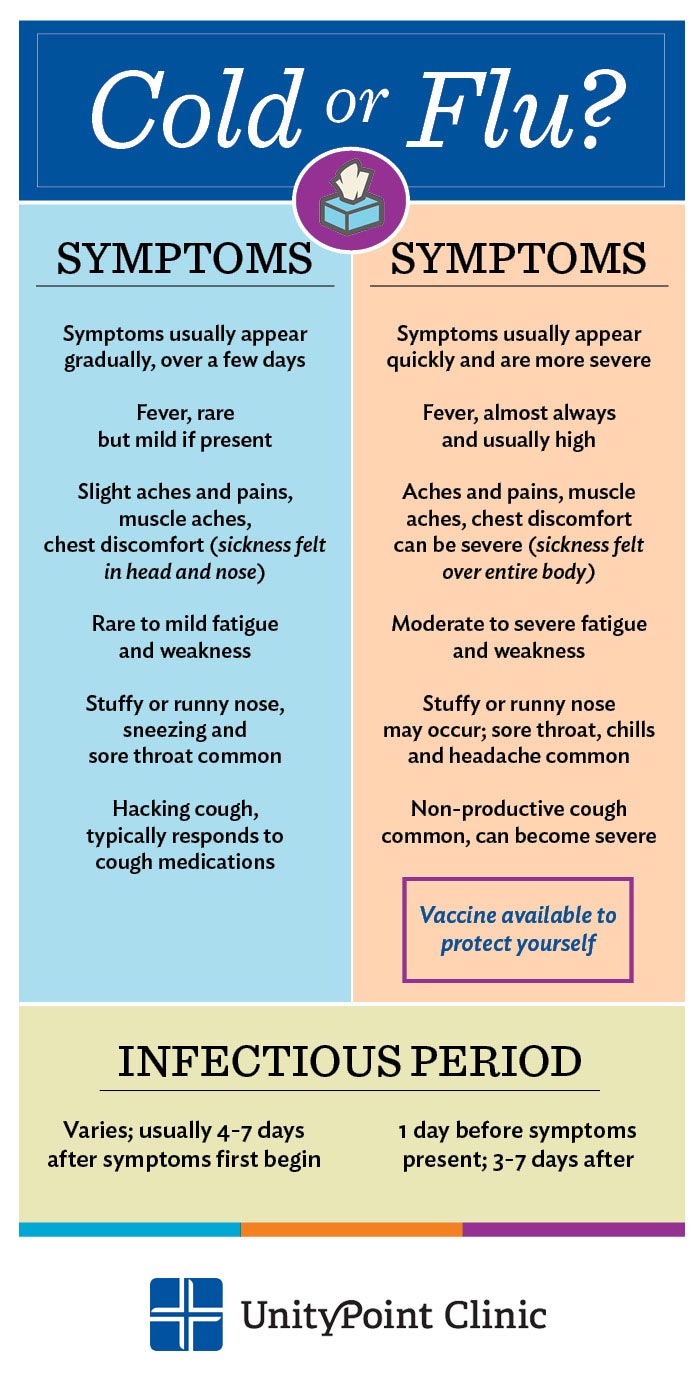 Cold or Flu?
SYMPTOMS
Symptoms usually appear
gradually, over a few days
Fever, rare
but mild if present
Slight aches and pains,
muscle aches,
chest discomfort (sickness felt
in head and nose)
Rare to mild fatigue
and weakness
Stuffy or runny nose,
sneezing and
sore throat common
Hacking cough,
typically responds to
cough medications
SYMPTOMS
Symptoms usually appear
quickly and are more severe
Fever, almost always
and usually high
Aches and pains, muscle
aches, chest discomfort
can be severe (sickness felt
over entire body)
Moderate to severe fatigue
and weakness
Stuffy or runny nose
may occur; sore throat, chills
and headache common
Non-productive cough
common, can become severe
Vaccine available to
protect yourself
INFECTIOUS PERIOD
Varies; usually 4-7 days
after symptoms first begin
1 day before symptoms
present; 3-7 days after
UnityPoint Clinic